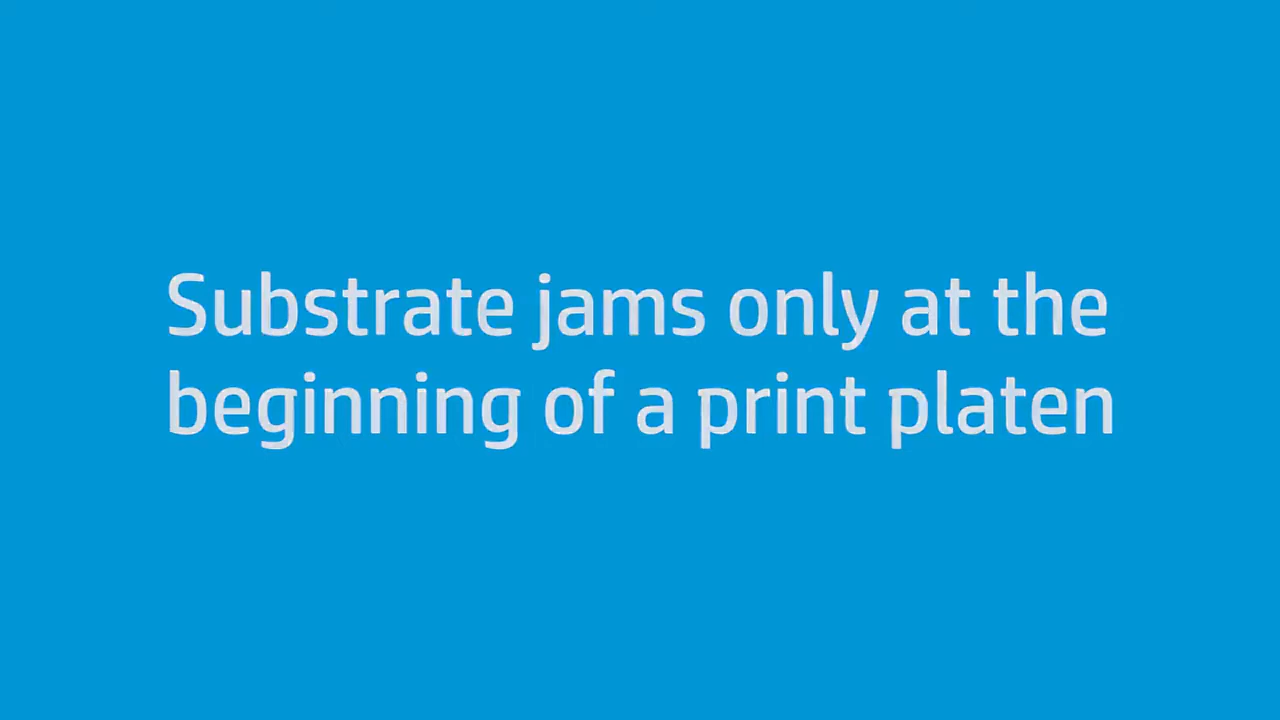 Substrate jams only at the
beginning of a print platen